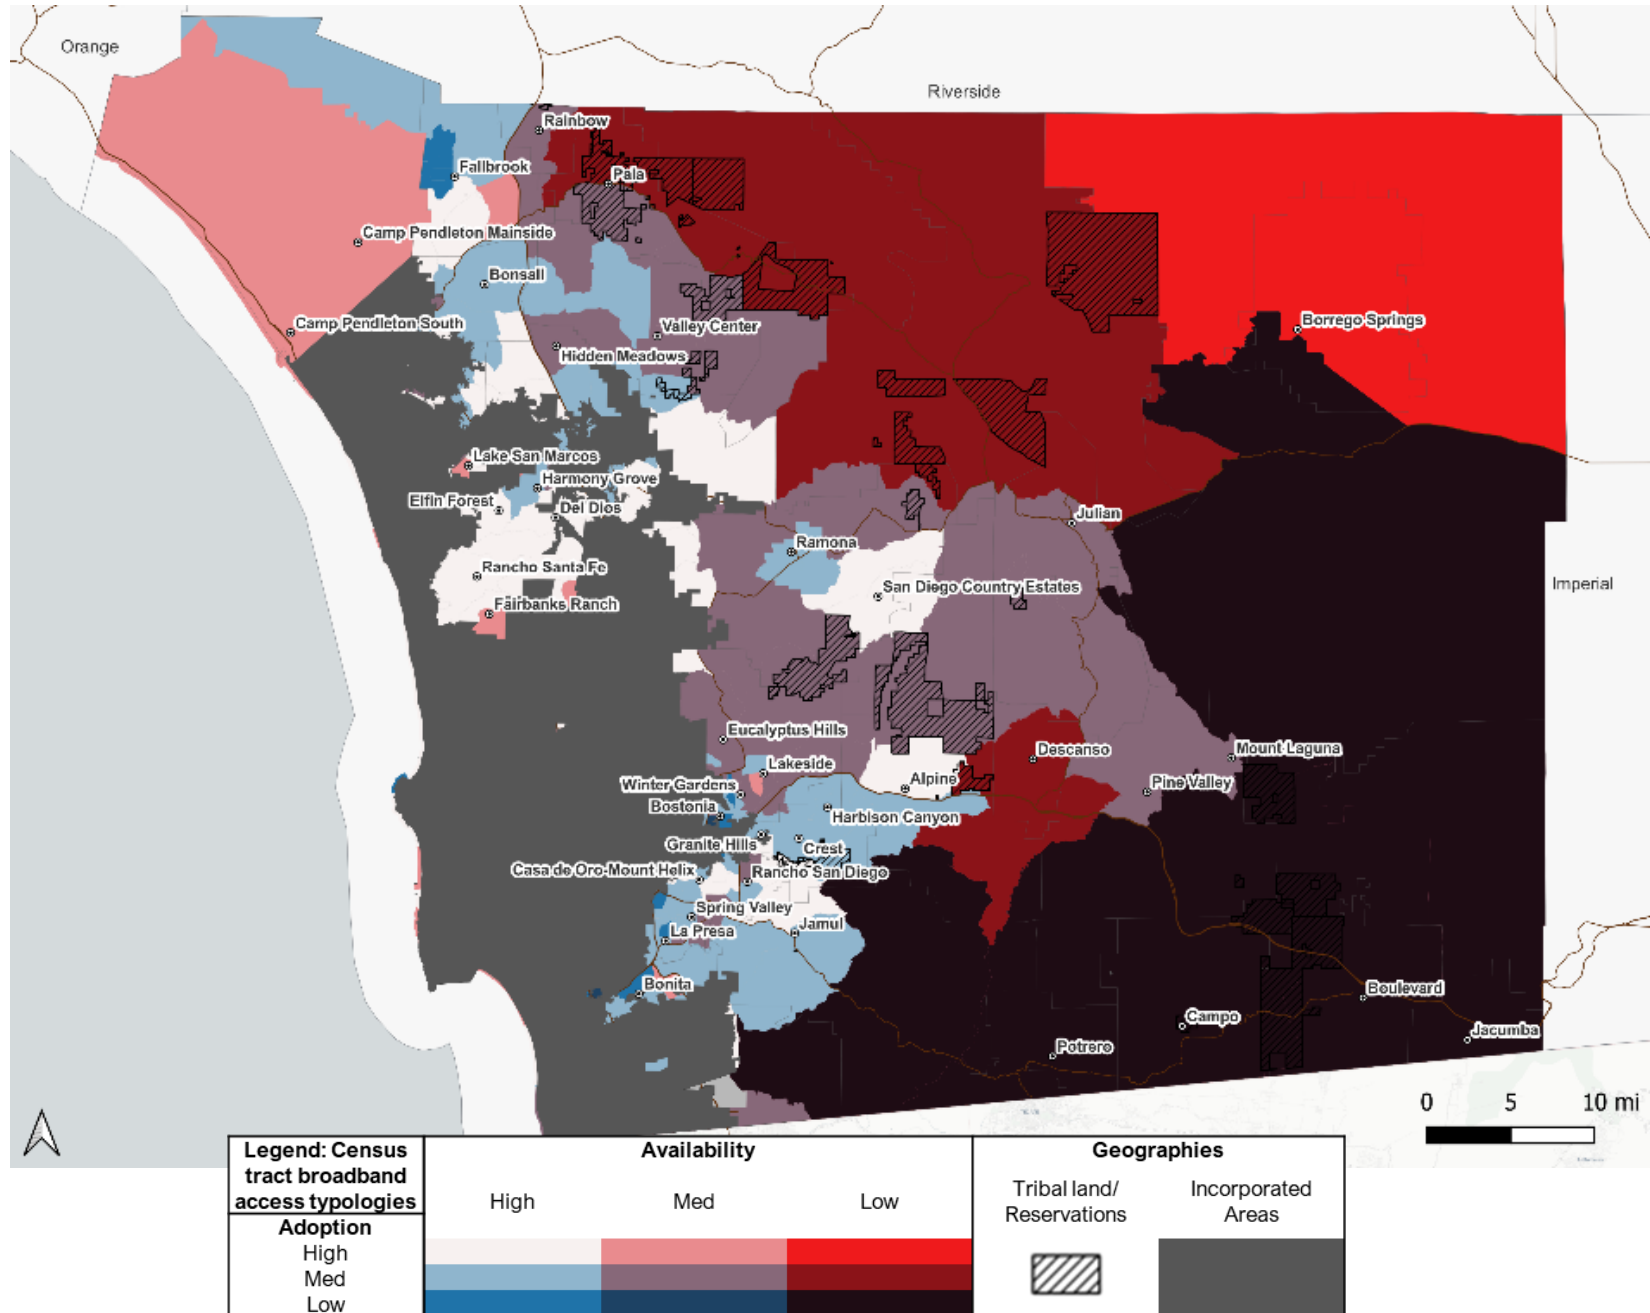 Orange
Riverside
Rainbow
Fallbrook
Pala
Camp Pendleton Mainside
Bonsall
Borrego Springs
Camp Pendleton South
Valley Center
Hidden Meadows
Lake San Marcos
Harmony Grove
Elfin Forest
Del Dios
Julian
Ramona
Rancho Santa Fe
San Diego Country Estates
Imperial
Fairbanks Ranch
Eucalyptus Hills
Descanso
Mount Laguna
Lakeside
Alpine
Pine Valley
Winter Gardens
Bostonia
Harbison Canyon
Granite Hills
Crest
Casa de Oro-Mount Helix
Rancho San Diego
Spring Valley
Jamul
La Presa
Bonita
Boulevard
Campo
Jacumba
Potrero
0 5 10 mi
Legend: Census
tract broadband
access typologies
Availability
Geographies
High Med Low
Tribal land/
Reservations
Incorporated
Areas
Adoption
High
Med
Low